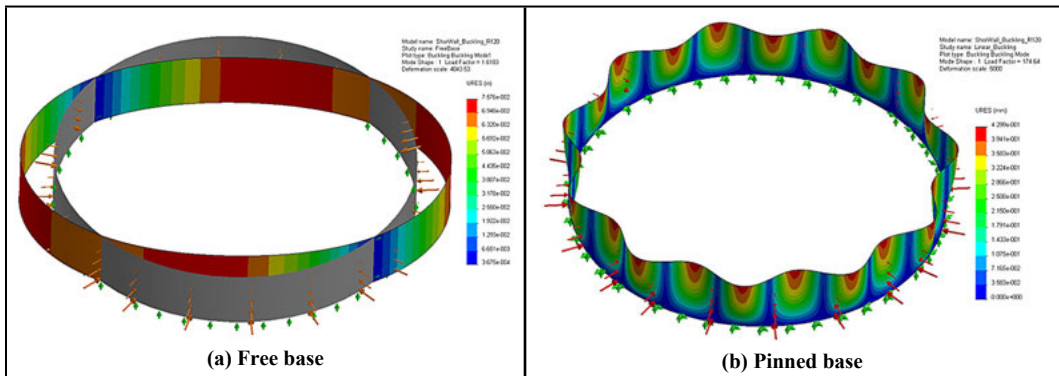 Model name: ShortWall_Buckling_R120
Study name: FreeBase
Plot type: Buckling Buckling Mode1
Mode Shape : 1 Load Factor = 1.6193
Deformation scale: 4043.53
URES (m)
7.576e-002
6.948e-002
6.320e-002
5.692e-002
5.063e-002
4.435e-002
3.807e-002
3.178e-002
2.550e-002
1.922e-002
1.293e-002
6.651e-003
3.675e-004
(a) Free base
Model name: ShortWall_Buckling_R120
Study name: Linear_Buckling
Plot type: Buckling Buckling Mode
Mode Shape : 1 Load Factor = 174.64
Deformation scale: 5000
URES (mm)
4.299e-001
3.941e-001
3.583e-001
3.224e-001
2.866e-001
2.508e-001
2.150e-001
1.791e-001
1.433e-001
1.075e-001
7.165e-002
3.583e-002
0.000e+000
(b) Pinned base